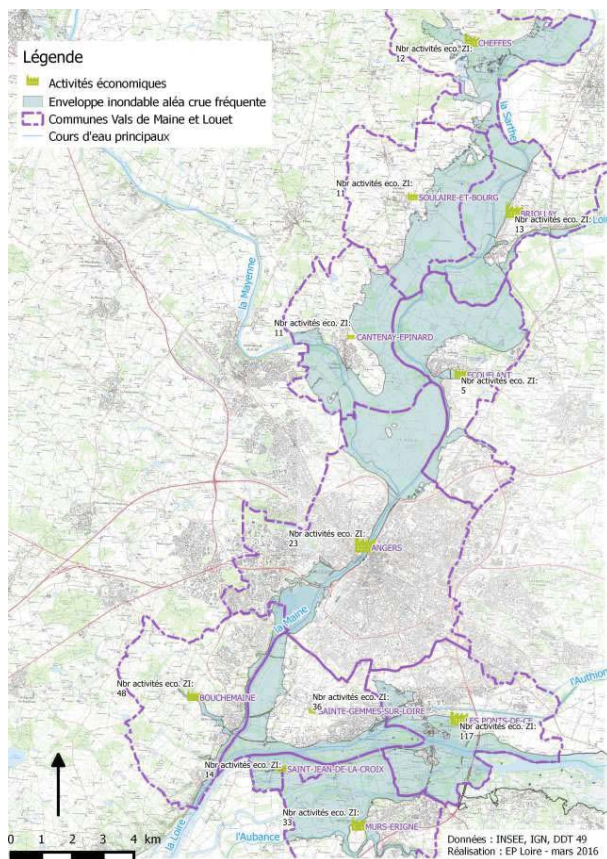 Légende
Activités économiques
Enveloppe inondable aléa crue fréquente
Communes Vals de Maine et Louet
Cours d'eau principaux
Nbr activités eco. ZI:
12
CHEFFES
la Sarthe
Nbr activités eco. ZI:
11
SOULAIRE-ET-BOURG
BRIOLLAY
Nbr activités eco. ZI:
13
la Mayenne
Nbr activités eco. ZI:
11
CANTENAY-EPINARD
ECOUFLANT
Nbr activités eco. ZI:
5
Nbr activités eco. ZI:
23
ANGERS
la Maine
l'Authion
Nbr activités eco. ZI:
48
BOUCHEMAINE
Nbr activités eco. ZI:
36
SAINTE-GEMMES-SUR-LOIRE
LES PONTS-DE-CE
Nbr activités eco. ZI:
117
Nbr activités eco. ZI:
14
SAINT-JEAN-DE-LA-CROIX
la Loire
l'Aubance
Nbr activités eco. ZI:
33
MURS-ERIGNE
0 1 2 3 4 km
Données : INSEE, IGN, DDT 49
Réalisation : EP Loire - mars 2016